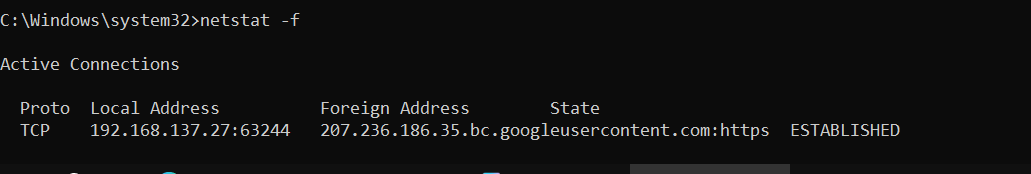 C:\Windows\system32>netstat -f
Active Connections
Proto  Local Address          Foreign Address        State
TCP    192.168.137.27:63244   207.236.186.35.bc.googleusercontent.com:https  ESTABLISHED